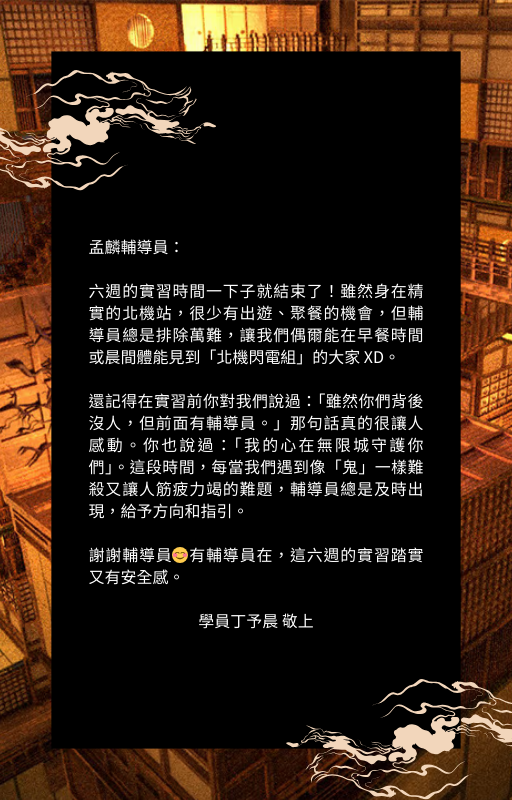 孟麟輔導員：
六週的實習時間一下子就結束了！雖然身在精
實的北機站，很少有出遊、聚餐的機會，但輔
導員總是排除萬難，讓我們偶爾能在早餐時間
或晨間體能見到「北機閃電組」的大家 XD。
還記得在實習前你對我們說過：「雖然你們背後
沒人，但前面有輔導員。」那句話真的很讓人
感動。你也說過：「我的心在無限城守護你
們」。這段時間，每當我們遇到像「鬼」一樣難
殺又讓人筋疲力竭的難題，輔導員總是及時出
現，給予方向和指引。
謝謝輔導員😊有輔導員在，這六週的實習踏實
又有安全感。
學員丁予晨 敬上